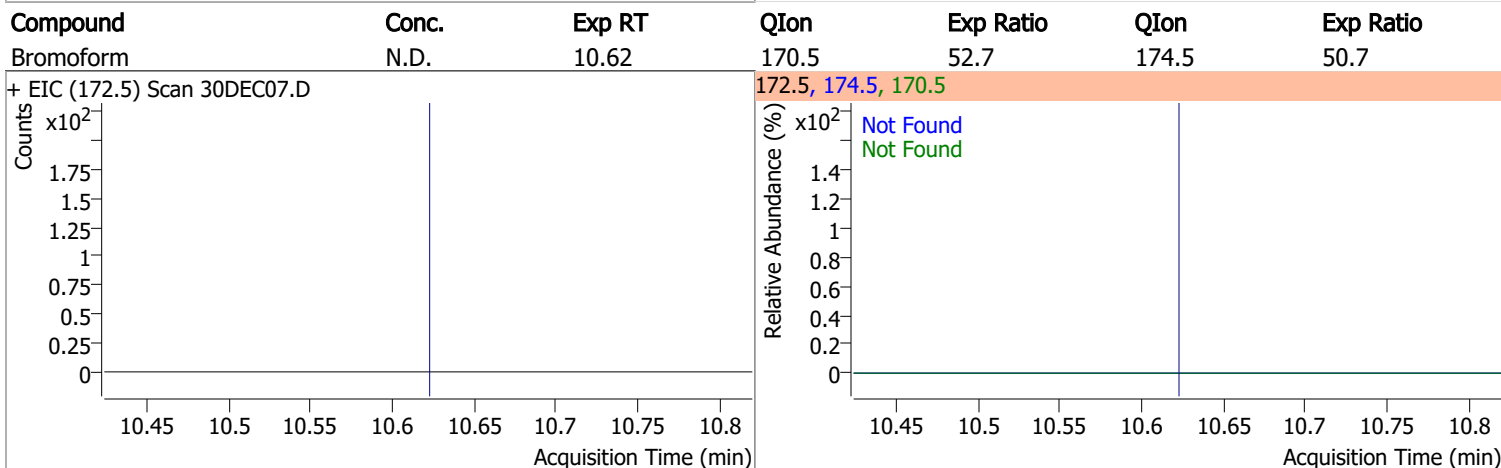 Compound Conc. Exp RT QIon Exp Ratio QIon Exp Ratio
Bromoform N.D. 10.62 170.5 52.7 174.5 50.7
+ EIC (172.5) Scan 30DEC07.D
Counts
x10²
1.75
1.5
1.25
1
0.75
0.5
0.25
0
10.45 10.5 10.55 10.6 10.65 10.7 10.75 10.8
Acquisition Time (min)
172.5, 174.5, 170.5
Relative Abundance (%)
x10²
Not Found
Not Found
1.4
1.2
1
0.8
0.6
0.4
0.2
0
10.45 10.5 10.55 10.6 10.65 10.7 10.75 10.8
Acquisition Time (min)